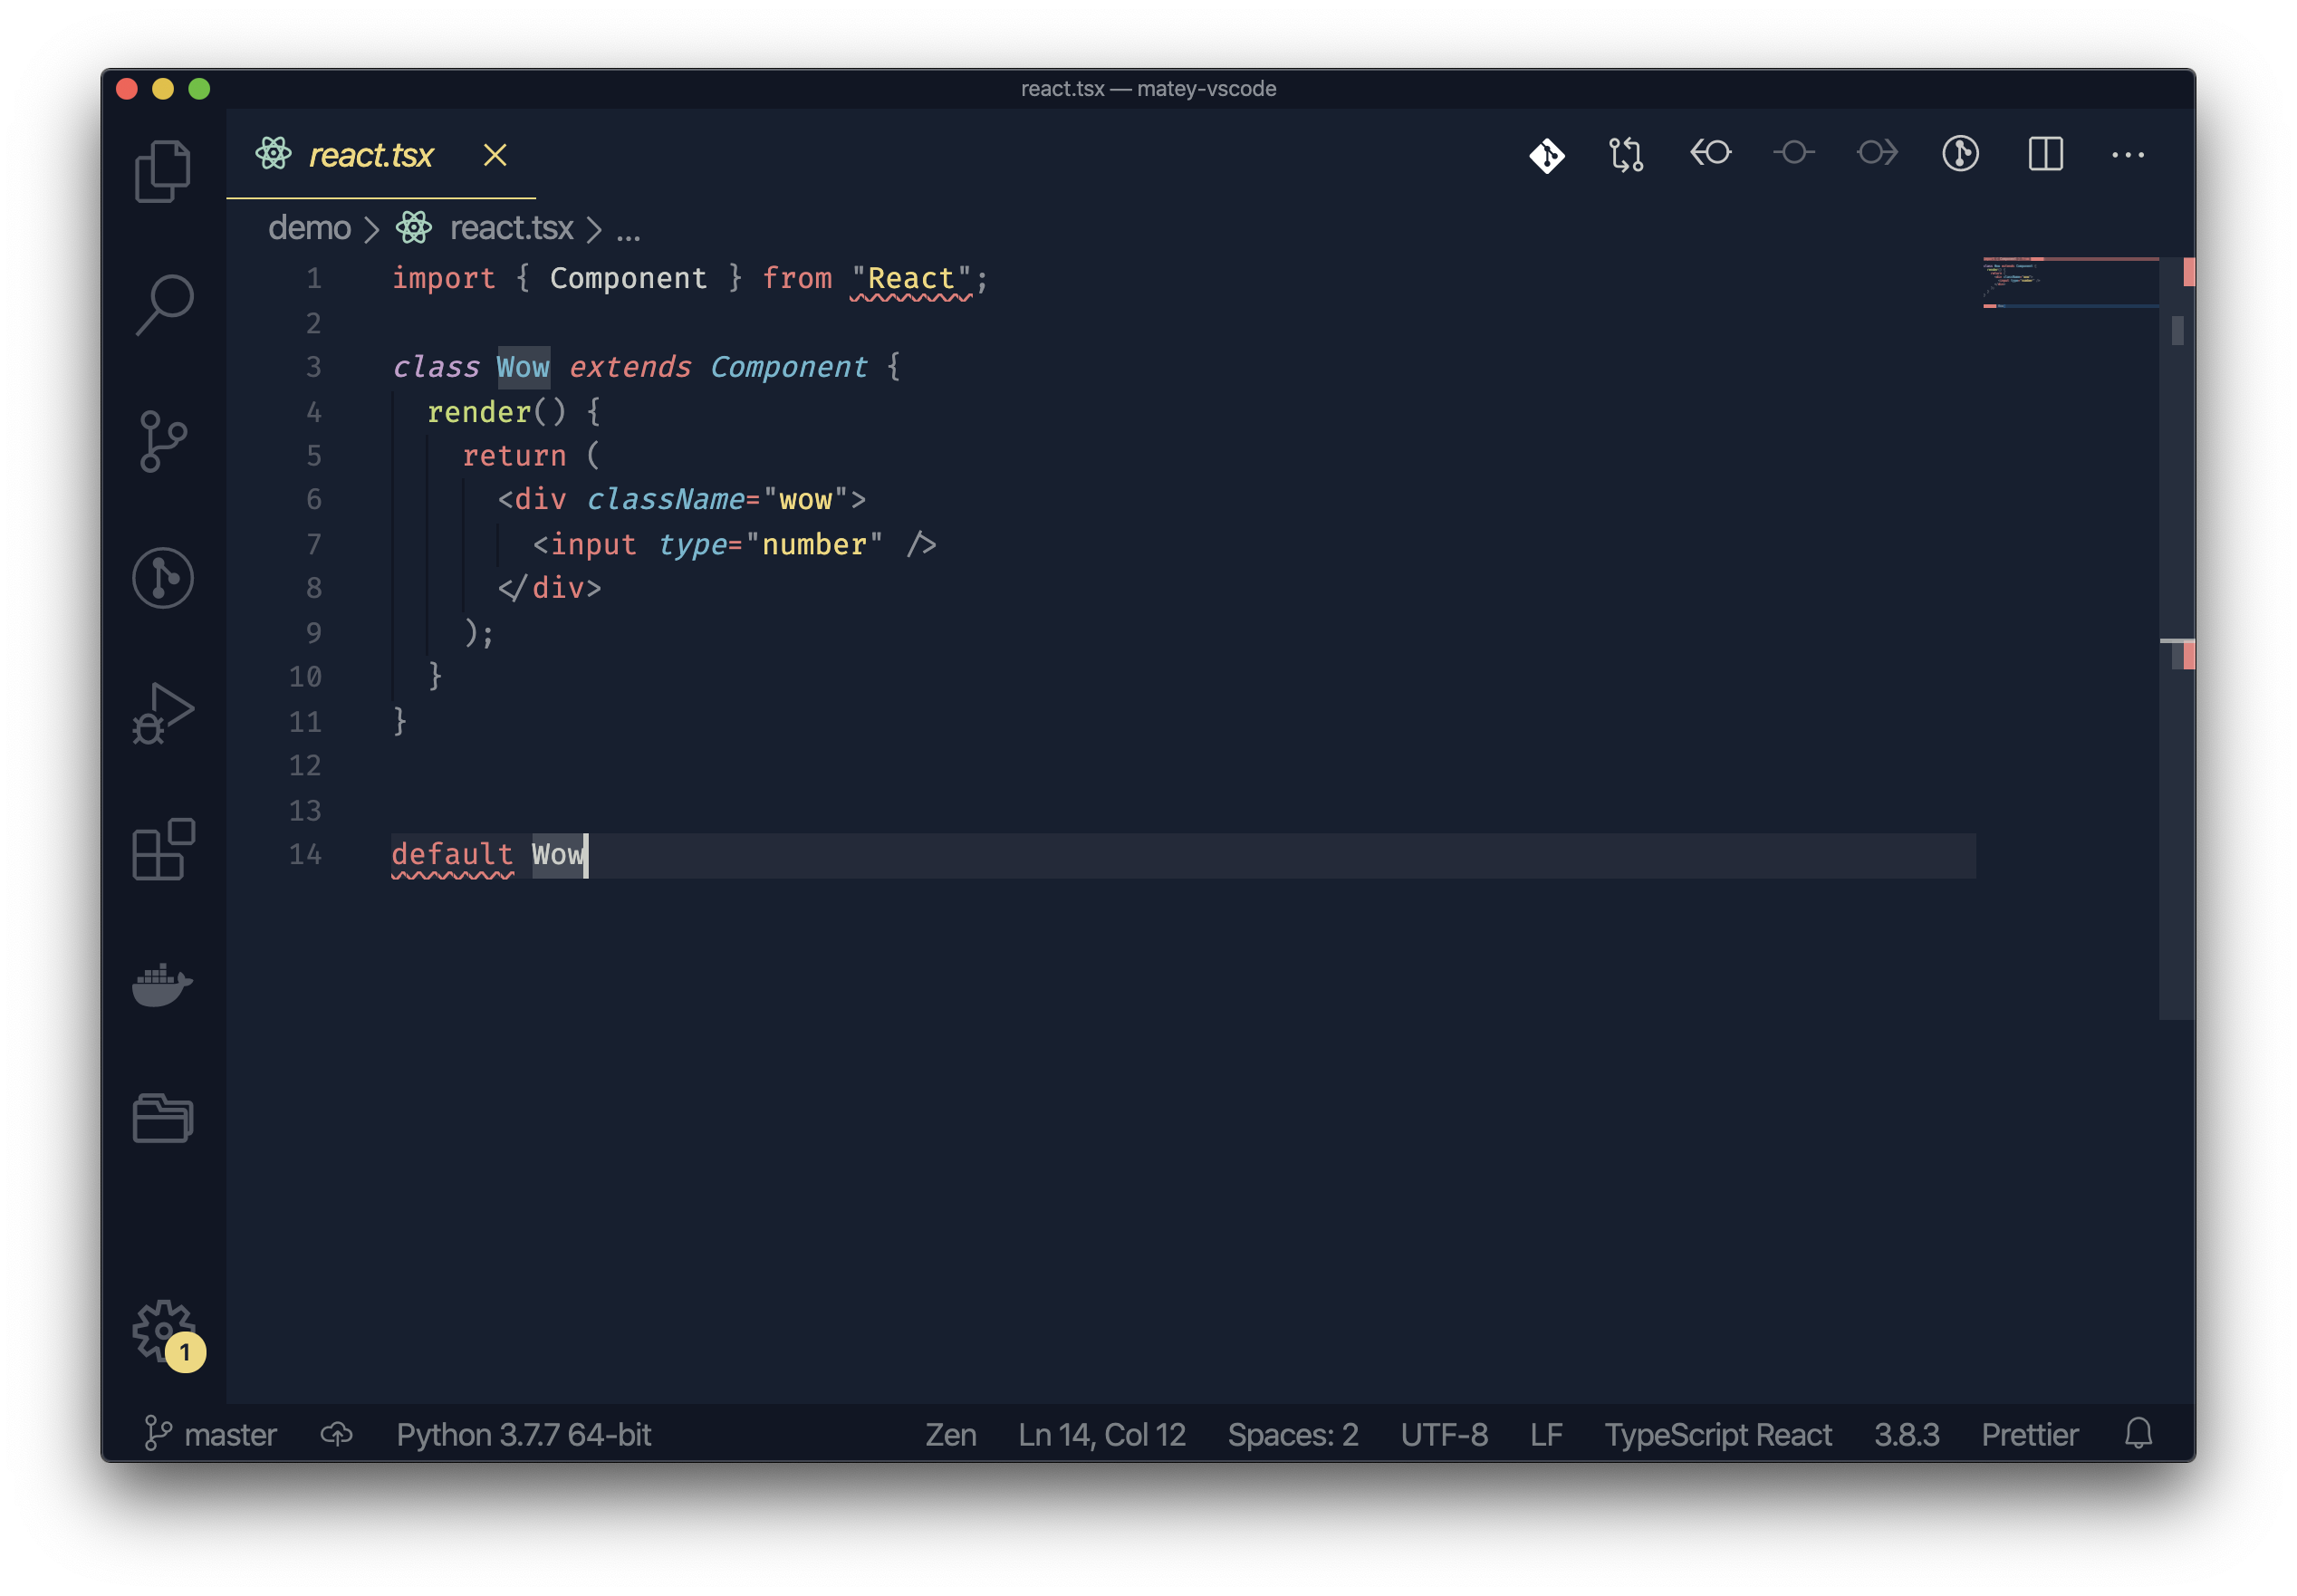 react.tsx — matey-vscode
react.tsx
demo > react.tsx > ...
1 import { Component } from "React";
2
3 class Wow extends Component {
4 render() {
5 return (
6 <div className="wow">
7 <input type="number" />
8 </div>
9 );
10 }
11 }
12
13
14 default Wow
1
master Python 3.7.7 64-bit Zen Ln 14, Col 12 Spaces: 2 UTF-8 LF TypeScript React 3.8.3 Prettier